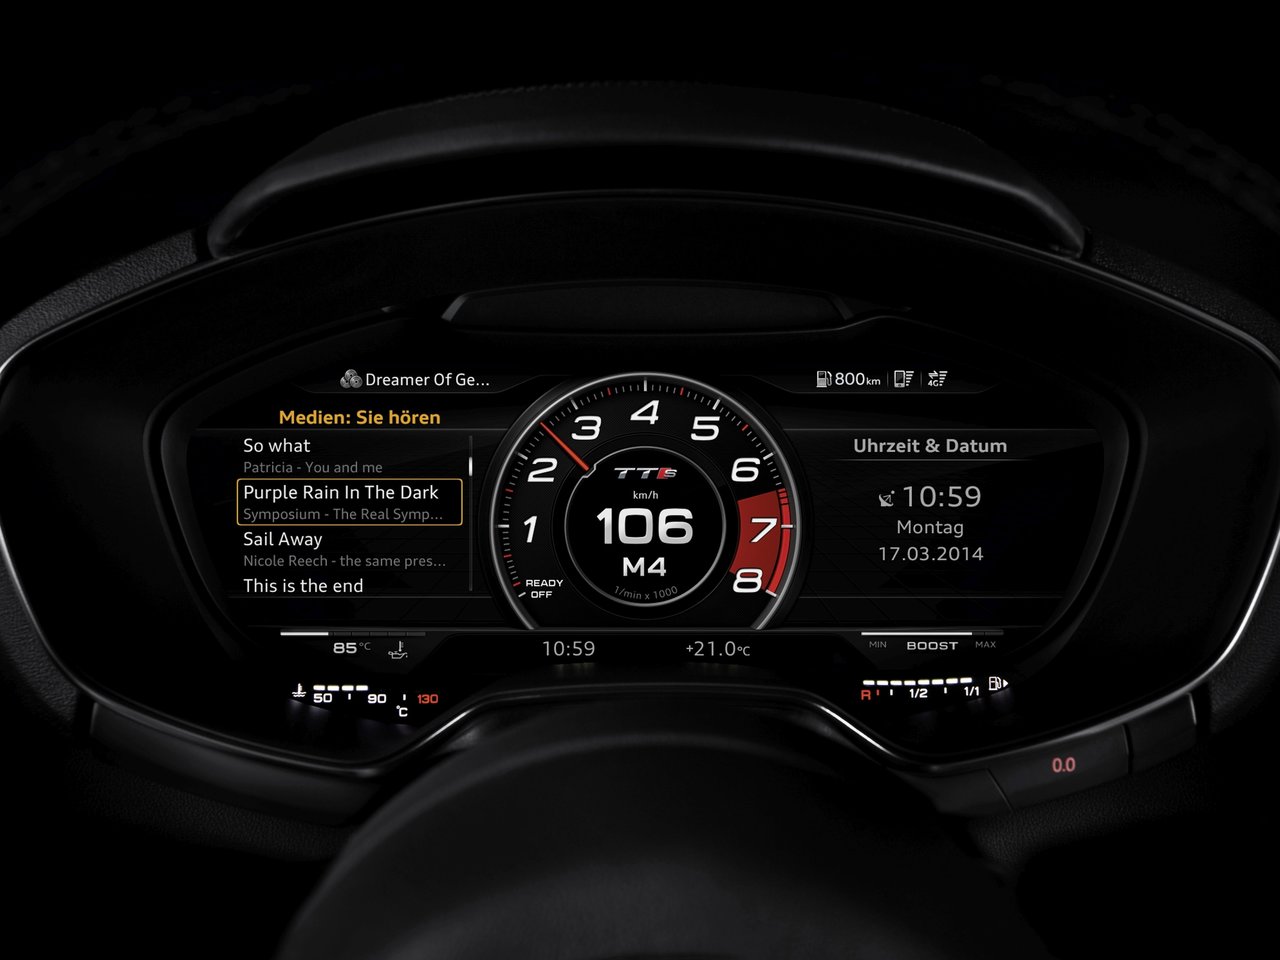 Dreamer Of Ge...
800km
4G
Medien: Sie hören
So what
Patricia - You and me
Purple Rain In The Dark
Symposium - The Real Symp...
Sail Away
Nicole Reech - the same pres...
This is the end
1 2 3 4 5 6 7 8
TTS
km/h
106
M4
1/min x 1000
READY
OFF
Uhrzeit & Datum
10:59
Montag
17.03.2014
85°C
10:59
+21.0°C
MIN BOOST MAX
50 90 130
°C
R 1/2 1/1
0.0